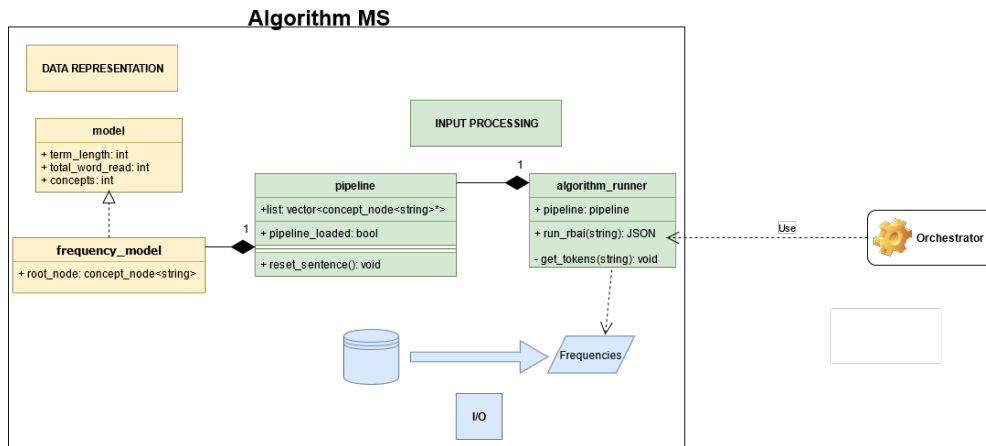 Algorithm MS
DATA REPRESENTATION
INPUT PROCESSING
model
+ term_length: int
+ total_word_read: int
+ concepts: int
1
frequency_model
+ root_node: concept_node<string>
pipeline
+list: vector<concept_node<string>*>
+ pipeline_loaded: bool
+ reset_sentence(): void
1
algorithm_runner
+ pipeline: pipeline
+ run_rbai(string): JSON
- get_tokens(string): void
Use
Orchestrator
Frequencies
I/O